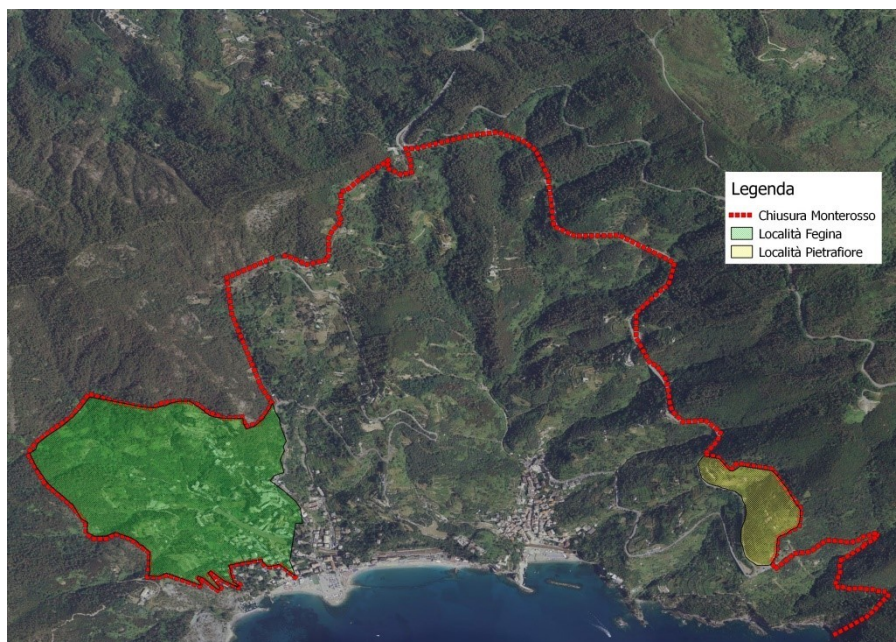 Legenda
Chiusura Monterosso
Località Fegina
Località Pietrafiore